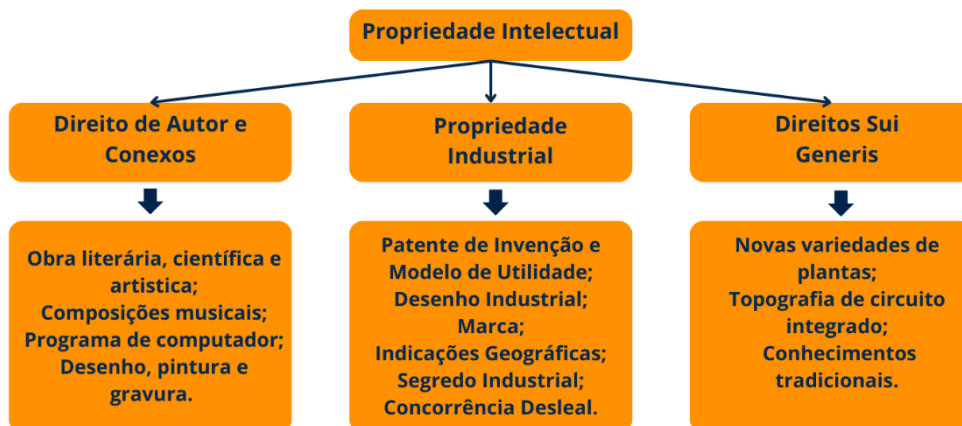 Propriedade Intelectual
Direito de Autor e
Conexos
Propriedade
Industrial
Direitos Sui
Generis
Obra literária, científica e
artistica;
Composições musicais;
Programa de computador;
Desenho, pintura e
gravura.
Patente de Invenção e
Modelo de Utilidade;
Desenho Industrial;
Marca;
Indicações Geográficas;
Segredo Industrial;
Concorrência Desleal.
Novas variedades de
plantas;
Topografia de circuito
integrado;
Conhecimentos
tradicionais.